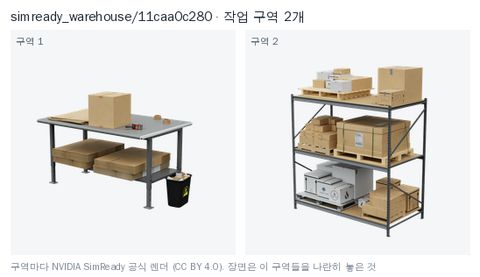 simready_warehouse/11caa0c280 · 작업 구역 2개
구역 1
구역 2
구역마다 NVIDIA SimReady 공식 렌더 (CC BY 4.0). 장면은 이 구역들을 나란히 놓은 것